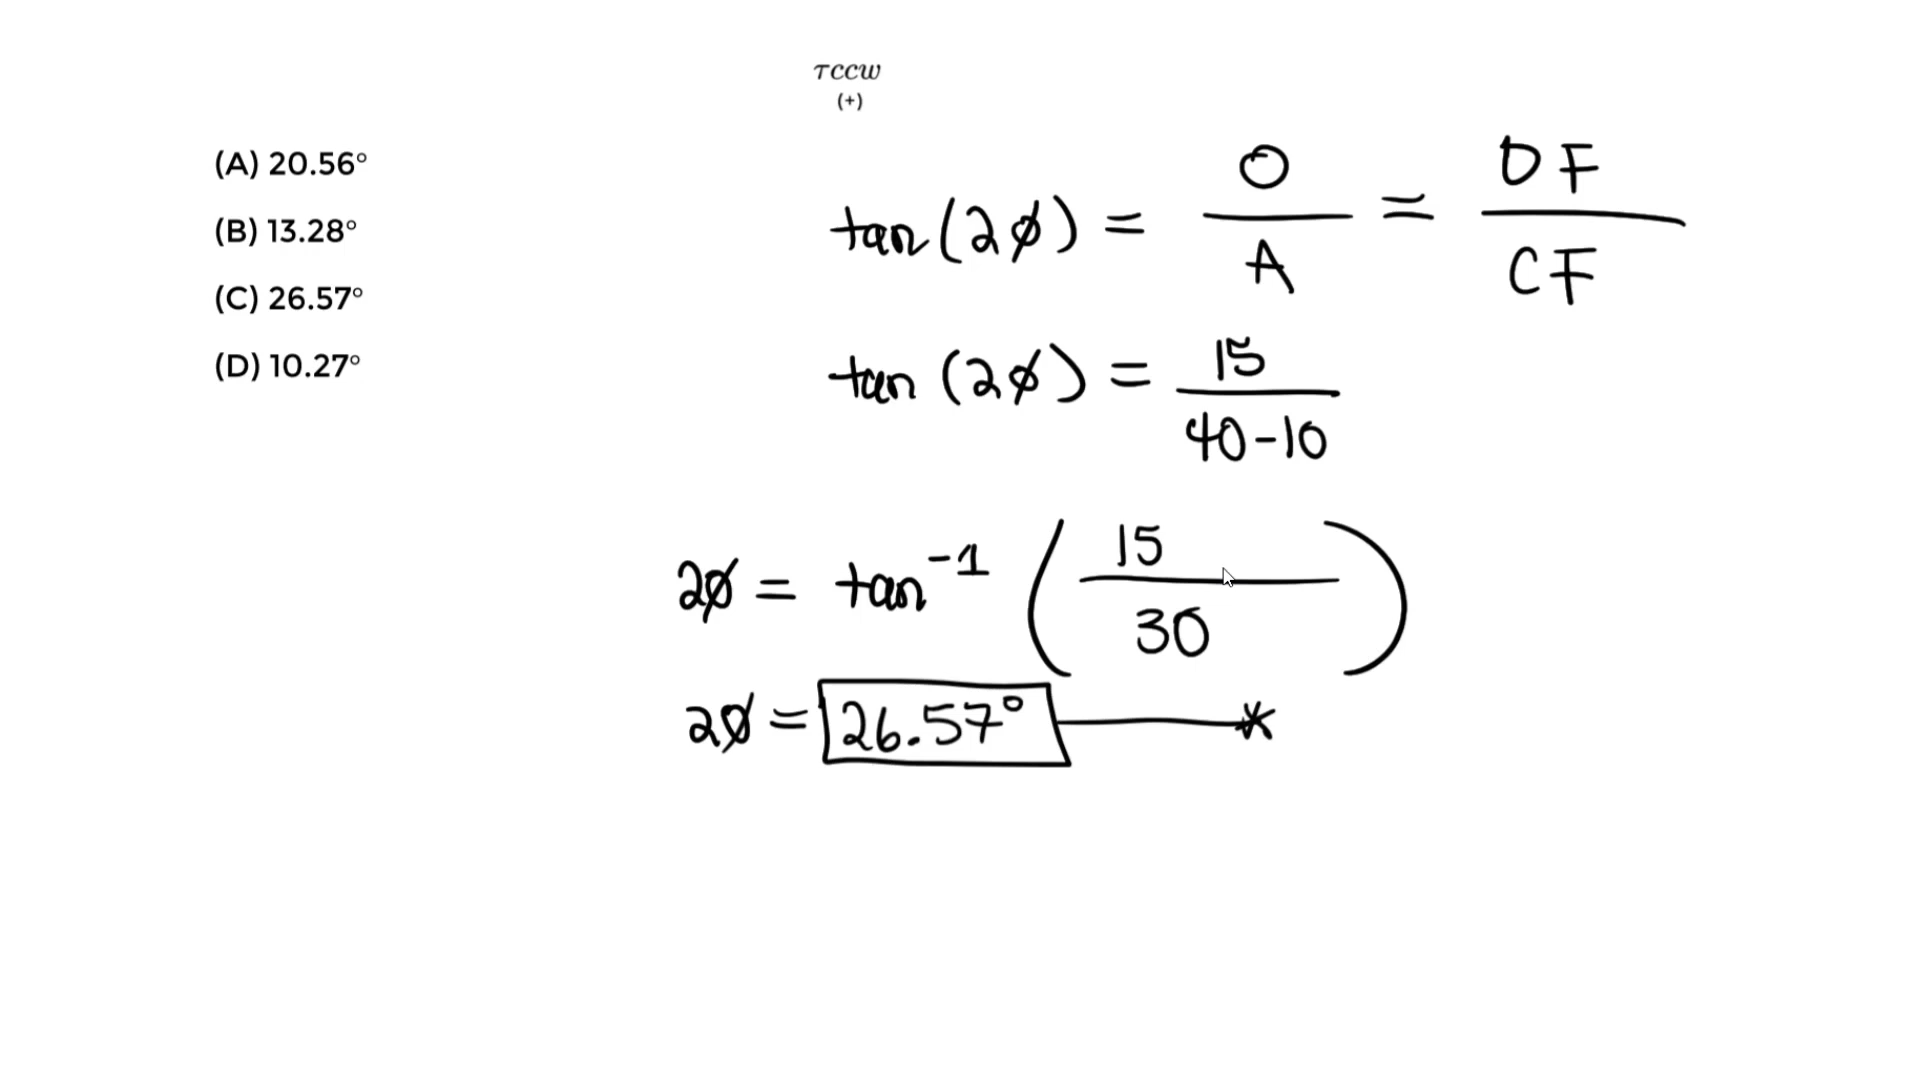 τccw
(+)
(A) 20.56°
(B) 13.28°
(C) 26.57°
(D) 10.27°
tan(2ø) = O/A = DF/CF
tan (2ø) = 15/40-10
2ø = tan⁻¹ (15/30)
2ø = 26.57° *